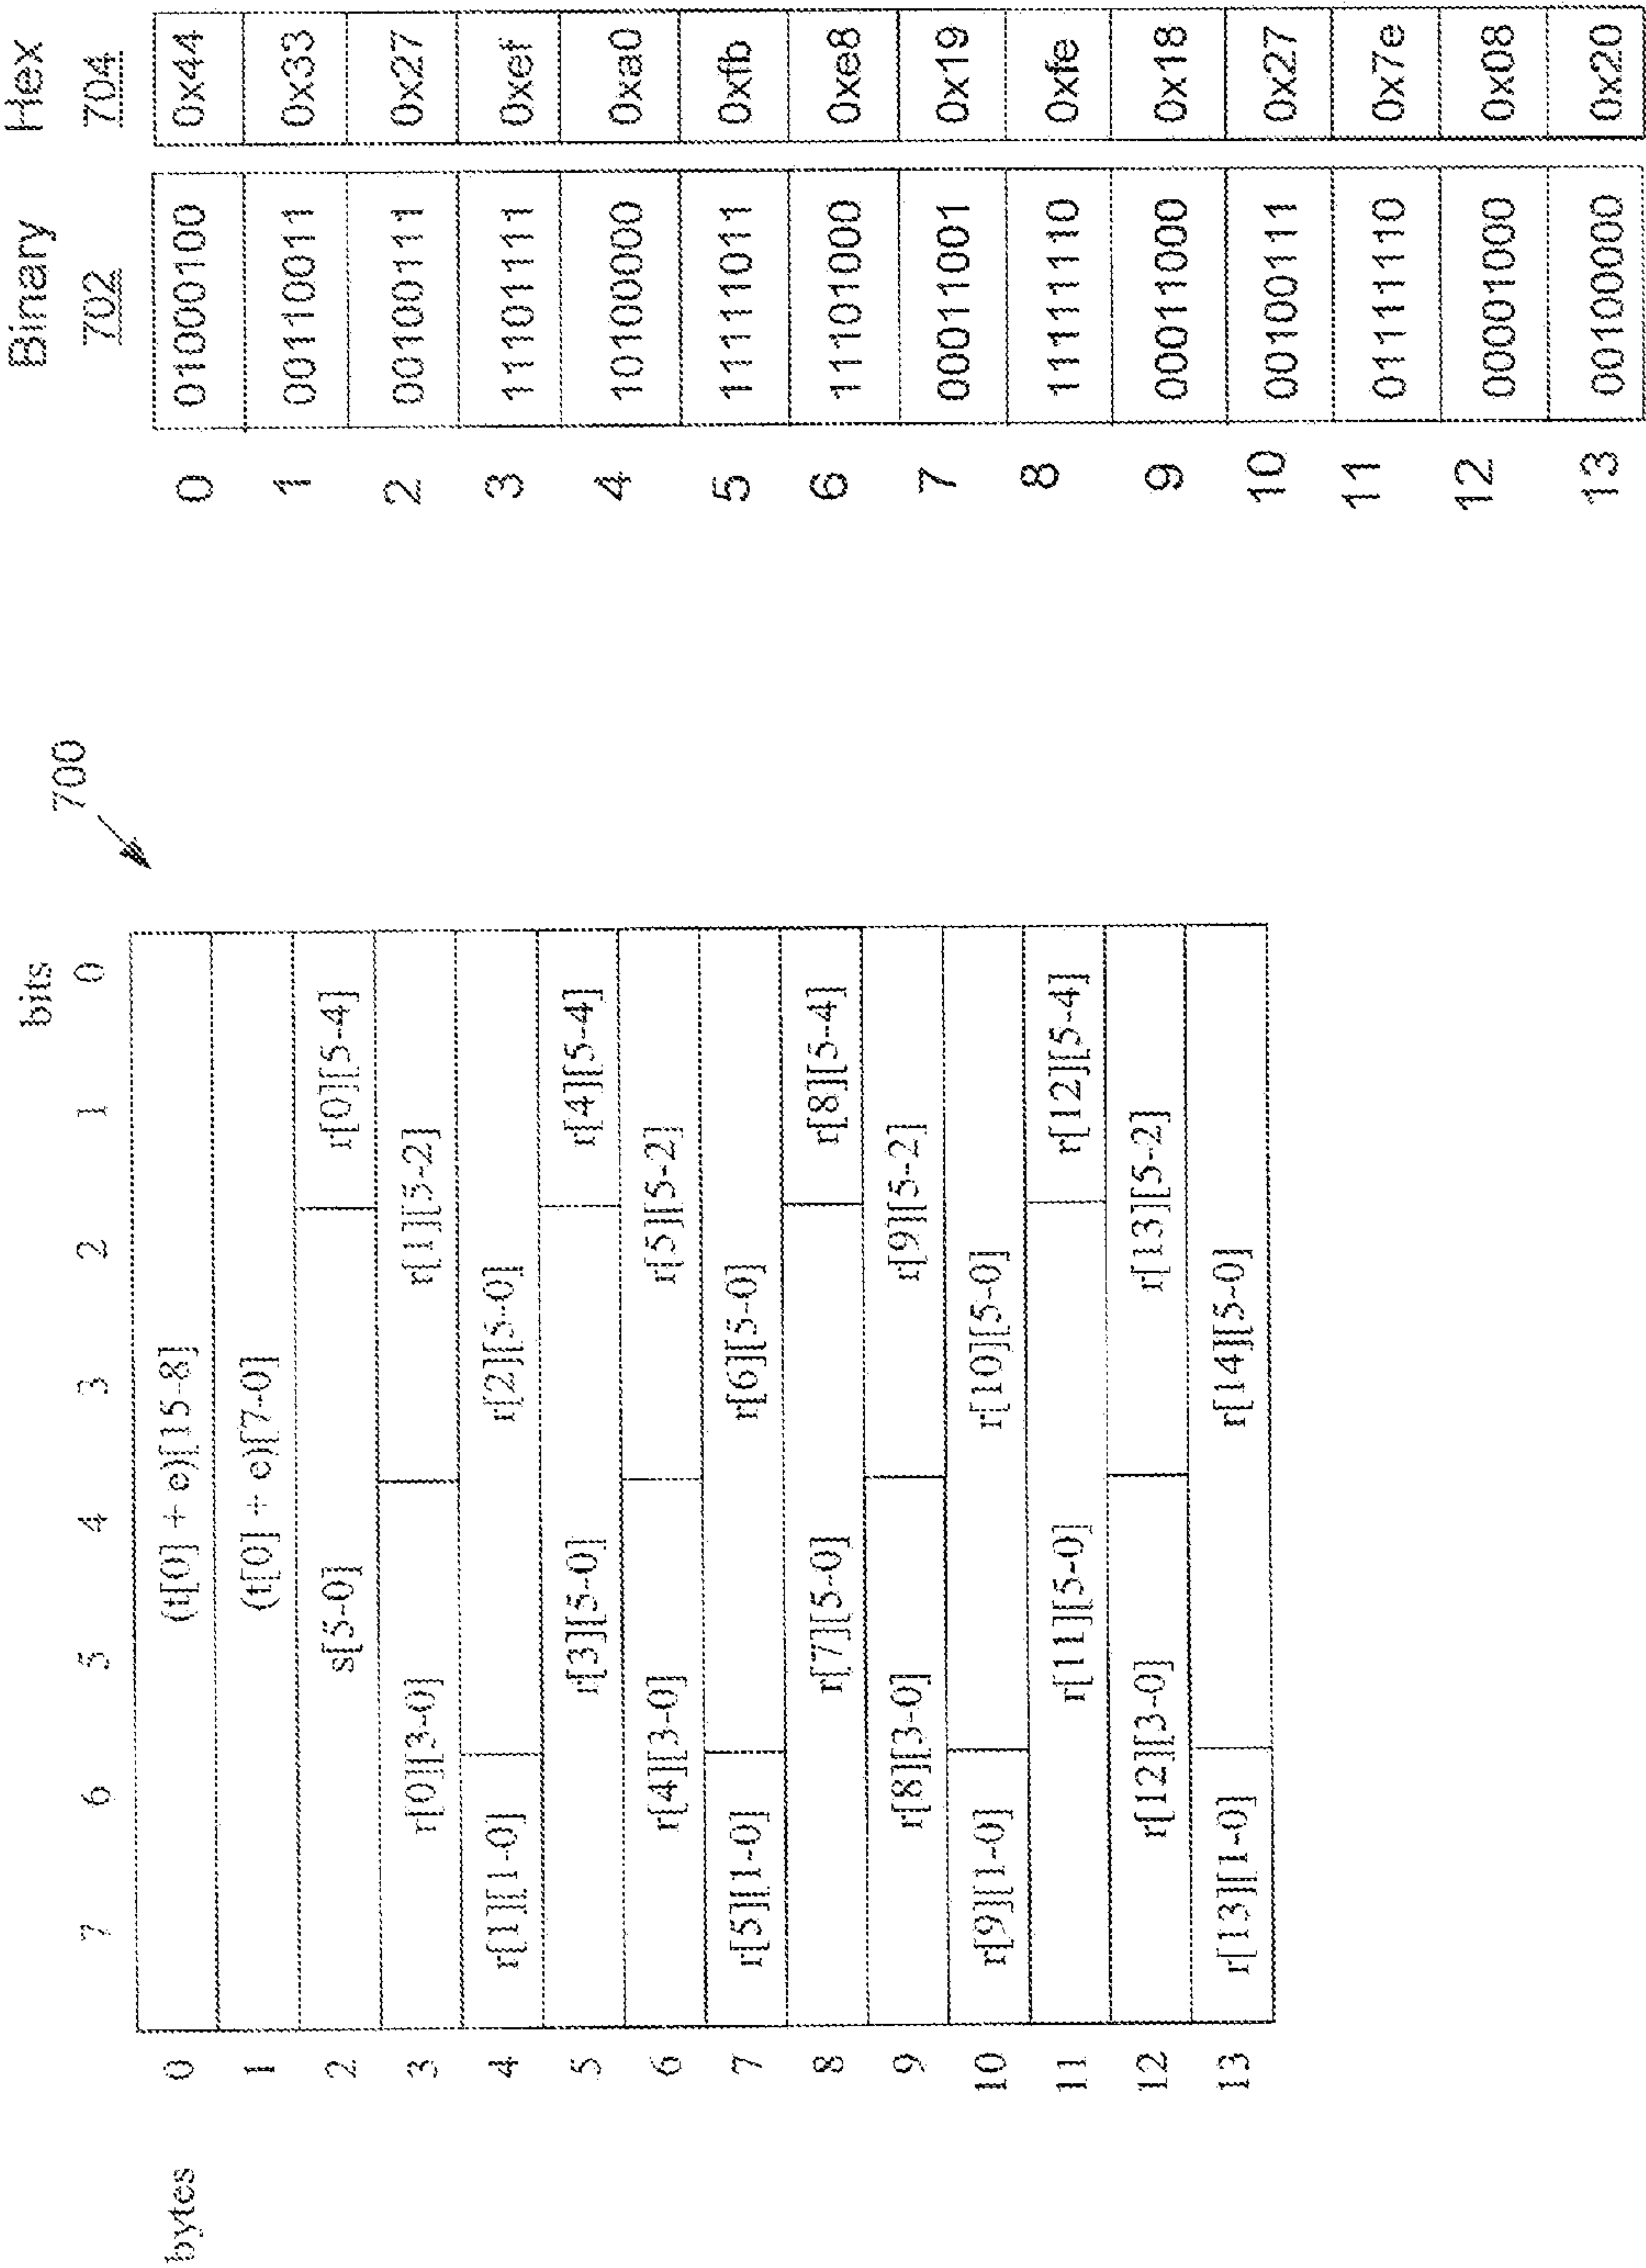 700
bits
7 6 5 4 3 2 1 0
bytes
0 (t[0] + e)[15-8]
1 (t[0] + e)[7-0]
2 s[5-0] r[0][5-4]
3 r[0][3-0] r[1][5-2]
4 r[1][1-0] r[2][5-0]
5 r[3][5-0] r[4][5-4]
6 r[4][3-0] r[5][5-2]
7 r[5][1-0] r[6][5-0]
8 r[7][5-0] r[8][5-4]
9 r[8][3-0] r[9][5-2]
10 r[9][1-0] r[10][5-0]
11 r[11][5-0] r[12][5-4]
12 r[12][3-0] r[13][5-2]
13 r[13][1-0] r[14][5-0]
Binary Hex
702 704
0 01000100 0x44
1 00110011 0x33
2 00100111 0x27
3 11101111 0xef
4 10100000 0xa0
5 11111011 0xfb
6 11101000 0xe8
7 00011001 0x19
8 11111110 0xfe
9 00011000 0x18
10 00100111 0x27
11 01111110 0x7e
12 00001000 0x08
13 00100000 0x20